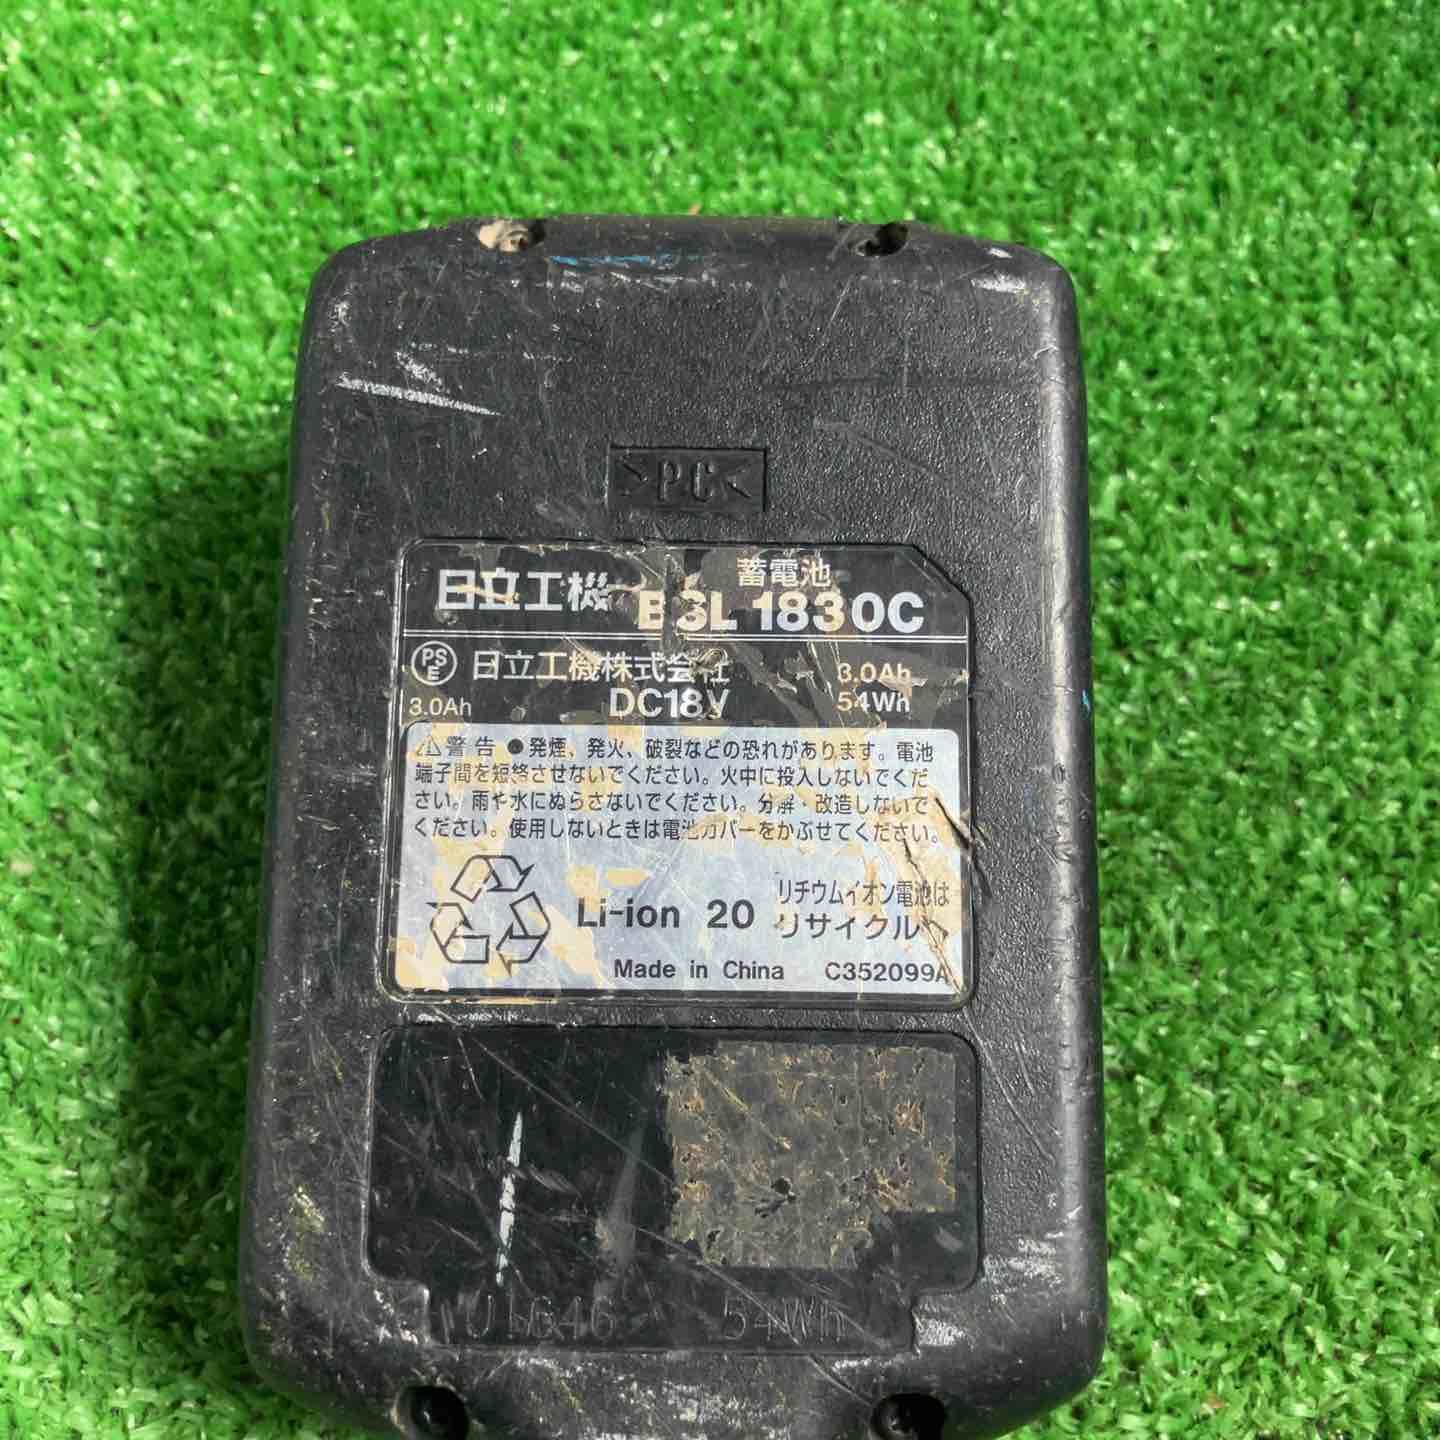 >PC<
日立工機
蓄電池
BSL 1830C
PSE 日立工機株式会社
3.0Ah
3.0Ah
DC18V
54Wh
⚠警告 ●発煙、発火、破裂などの恐れがあります。電池
端子間を短絡させないでください。火中に投入しないでくだ
さい。雨や水にぬらさないでください。分解・改造しないで
ください。使用しないときは電池カバーをかぶせてください。
Li-ion 20
リチウムイオン電池は
リサイクルへ
Made in China C352099A
54Wh